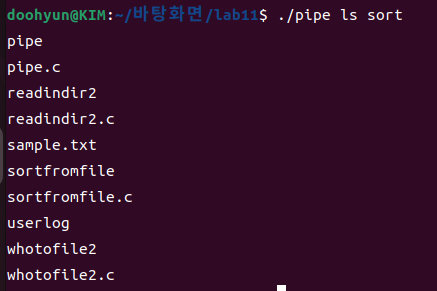 doohyun@KIM:~/바탕화면/lab11$ ./pipe ls sort
pipe
pipe.c
readindir2
readindir2.c
sample.txt
sortfromfile
sortfromfile.c
userlog
whotofile2
whotofile2.c